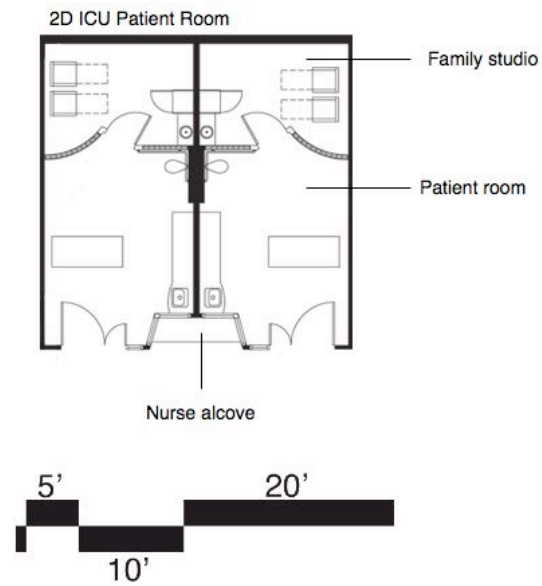 2D ICU Patient Room
Family studio
Patient room
Nurse alcove
5’
20’
10’